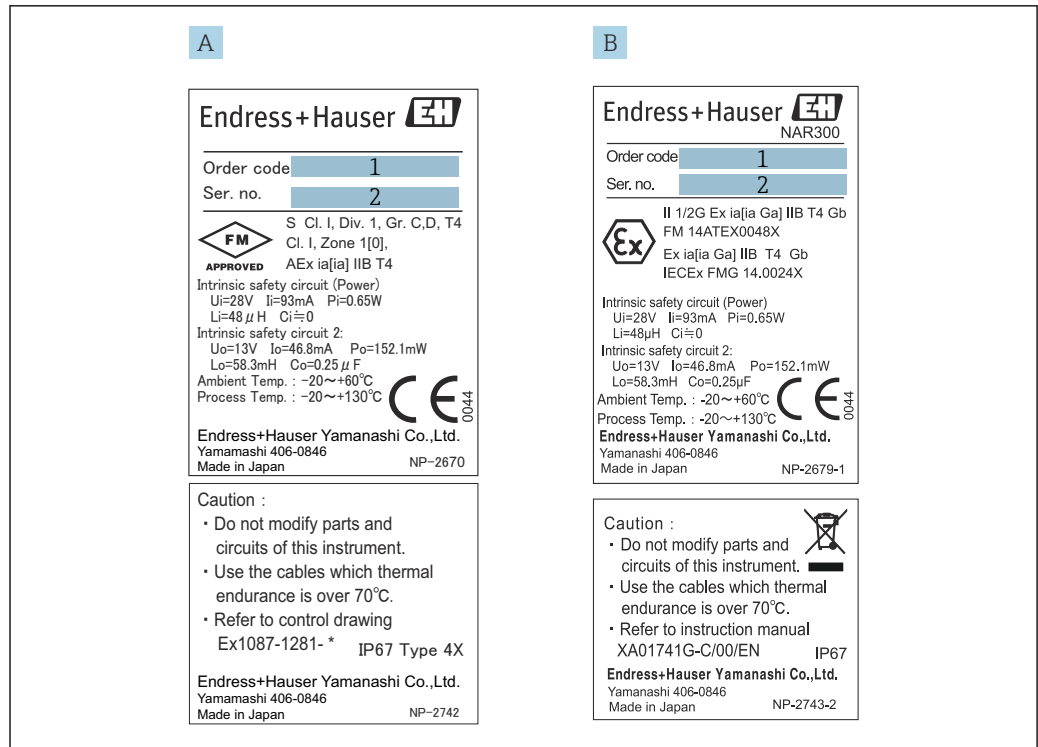 A
Endress+Hauser EH
Order code 1
Ser. no. 2
FM
APPROVED
S Cl. I, Div. 1, Gr. C,D, T4
Cl. I, Zone 1[0],
AEx ia[ia] IIB T4
Intrinsic safety circuit (Power)
Ui=28V Ii=93mA Pi=0.65W
Li=48μH Ci≒0
Intrinsic safety circuit 2:
Uo=13V Io=46.8mA Po=152.1mW
Lo=58.3mH Co=0.25μF
Ambient Temp. : -20～+60℃
Process Temp. : -20～+130℃
CE 0044
Endress+Hauser Yamanashi Co.,Ltd.
Yamamashi 406-0846
Made in Japan NP-2670
Caution :
・Do not modify parts and
circuits of this instrument.
・Use the cables which thermal
endurance is over 70℃.
・Refer to control drawing
Ex1087-1281- * IP67 Type 4X
Endress+Hauser Yamanashi Co.,Ltd.
Yamamashi 406-0846
Made in Japan NP-2742
B
Endress+Hauser EH
NAR300
Order code 1
Ser. no. 2
Ex
II 1/2G Ex ia[ia Ga] IIB T4 Gb
FM 14ATEX0048X
Ex ia[ia Ga] IIB T4 Gb
IECEx FMG 14.0024X
Intrinsic safety circuit (Power)
Ui=28V Ii=93mA Pi=0.65W
Li=48μH Ci≒0
Intrinsic safety circuit 2:
Uo=13V Io=46.8mA Po=152.1mW
Lo=58.3mH Co=0.25μF
Ambient Temp. : -20～+60℃
Process Temp. : -20～+130℃
CE 0044
Endress+Hauser Yamanashi Co.,Ltd.
Yamanashi 406-0846
Made in Japan NP-2679-1
Caution :
・Do not modify parts and
circuits of this instrument.
・Use the cables which thermal
endurance is over 70℃.
・Refer to instruction manual
XA01741G-C/00/EN IP67
Endress+Hauser Yamanashi Co.,Ltd.
Yamanashi 406-0846
Made in Japan NP-2743-2